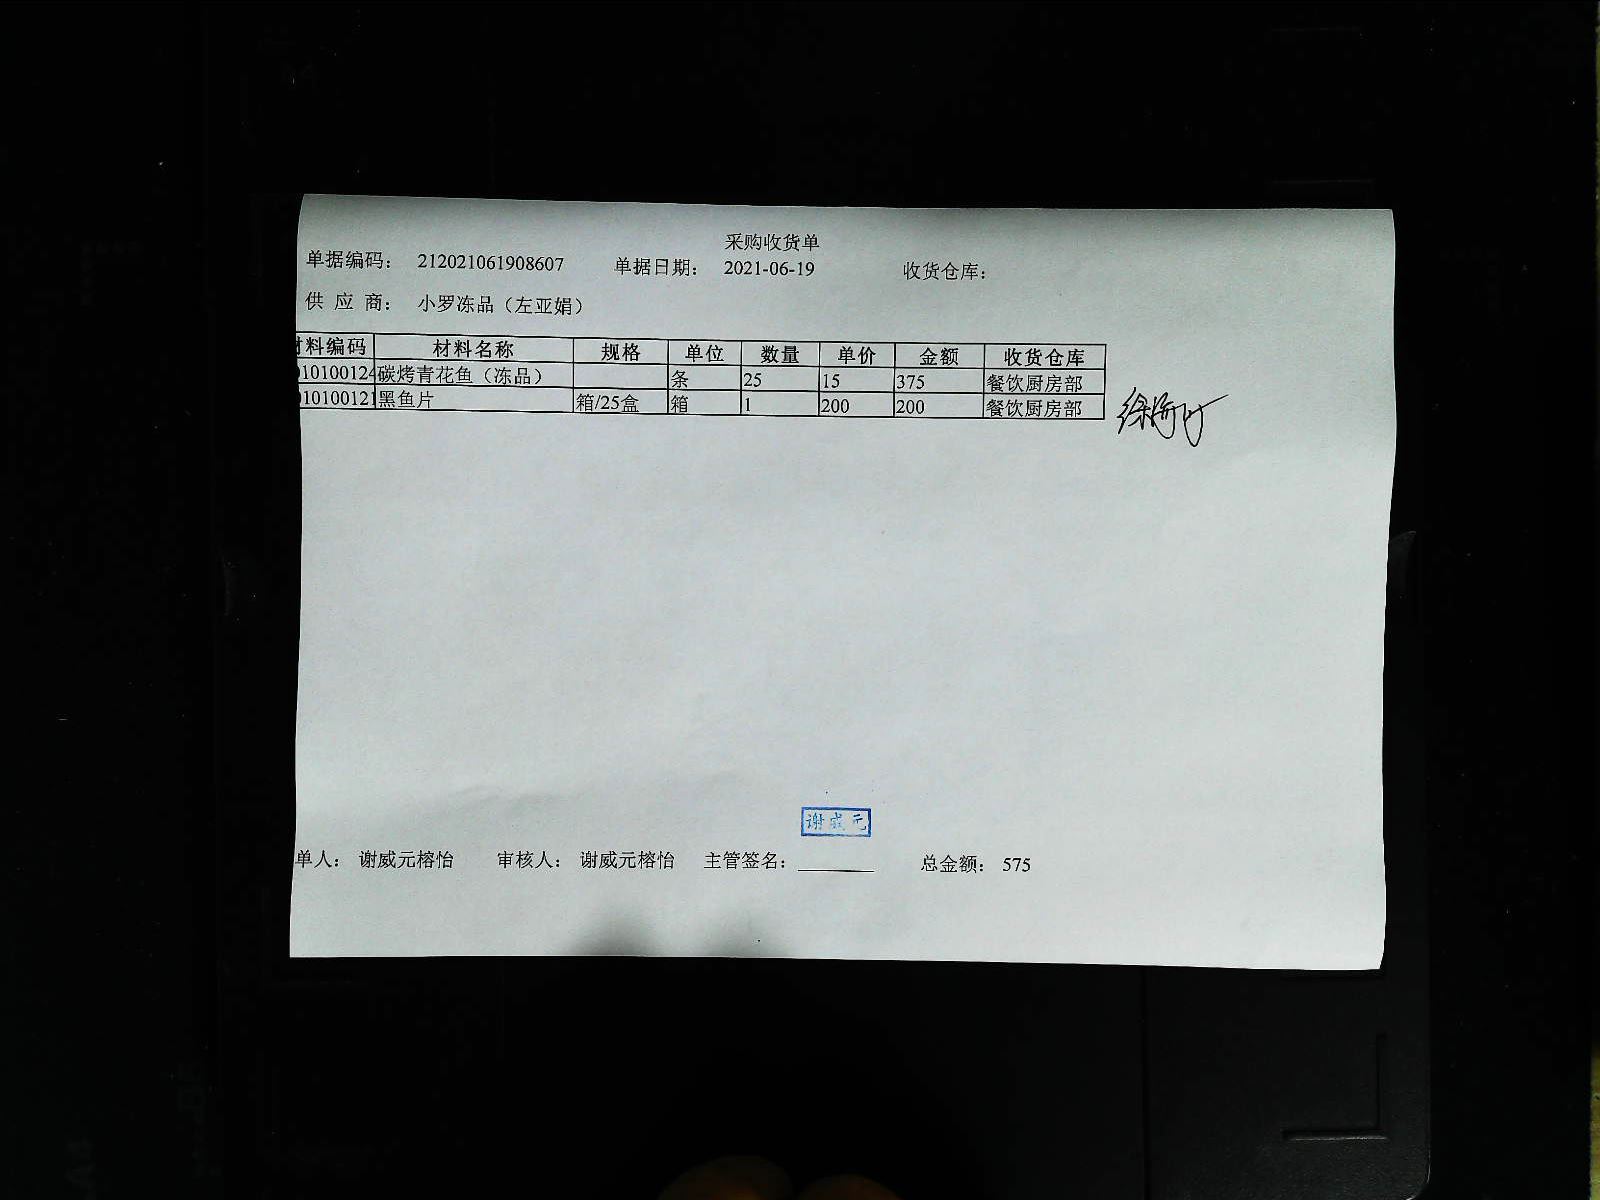 采购收货单
单据编码： 212021061908607 单据日期： 2021-06-19 收货仓库：
供 应 商： 小罗冻品（左亚娟）
材料编码 材料名称 规格 单位 数量 单价 金额 收货仓库
010100124 碳烤青花鱼（冻品） 条 25 15 375 餐饮厨房部
010100121 黑鱼片 箱/25盒 箱 1 200 200 餐饮厨房部
谢威元
单人： 谢威元榕怡 审核人： 谢威元榕怡 主管签名： 总金额： 575